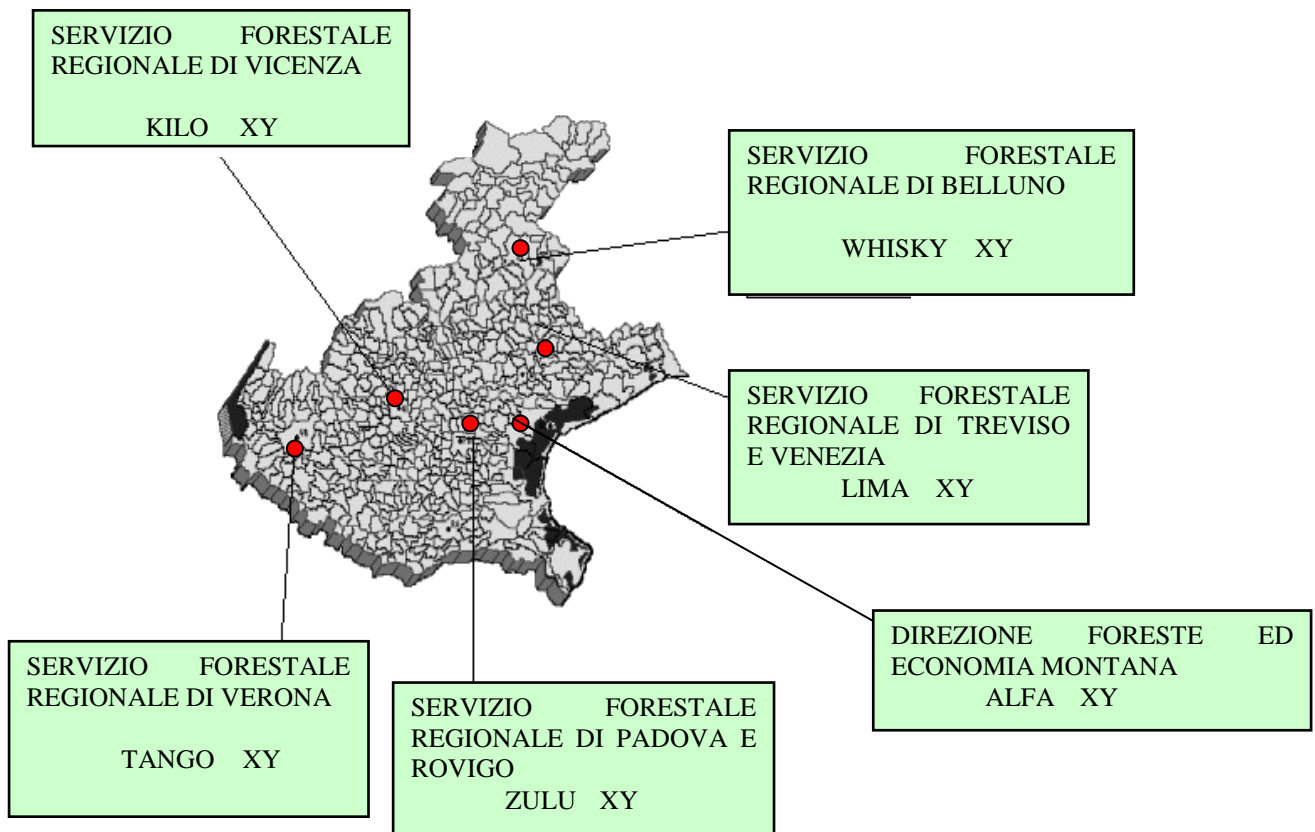 SERVIZIO FORESTALE
REGIONALE DI VICENZA
KILO XY
SERVIZIO FORESTALE
REGIONALE DI BELLUNO
WHISKY XY
SERVIZIO FORESTALE
REGIONALE DI TREVISO
E VENEZIA
LIMA XY
DIREZIONE FORESTE ED
ECONOMIA MONTANA
ALFA XY
SERVIZIO FORESTALE
REGIONALE DI VERONA
TANGO XY
SERVIZIO FORESTALE
REGIONALE DI PADOVA E
ROVIGO
ZULU XY